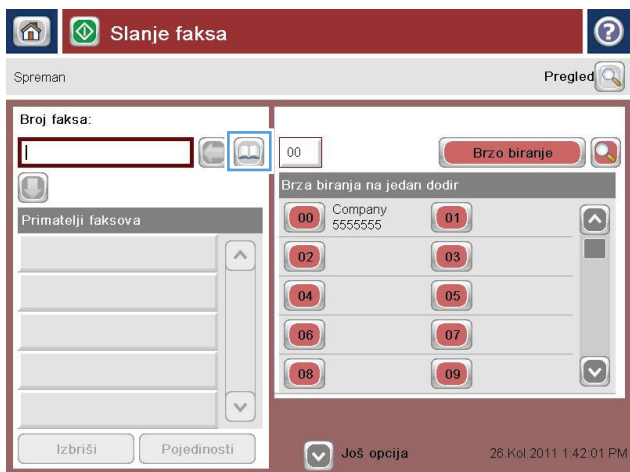 Slanje faksa
?
Spreman
Pregled
Broj faksa:
00
Brzo biranje
Brza biranja na jedan dodir
Primatelji faksova
00 Company 01
5555555
02 03
04 05
06 07
08 09
Izbriši Pojedinosti
Još opcija
26.Kol.2011 1:42:01 PM